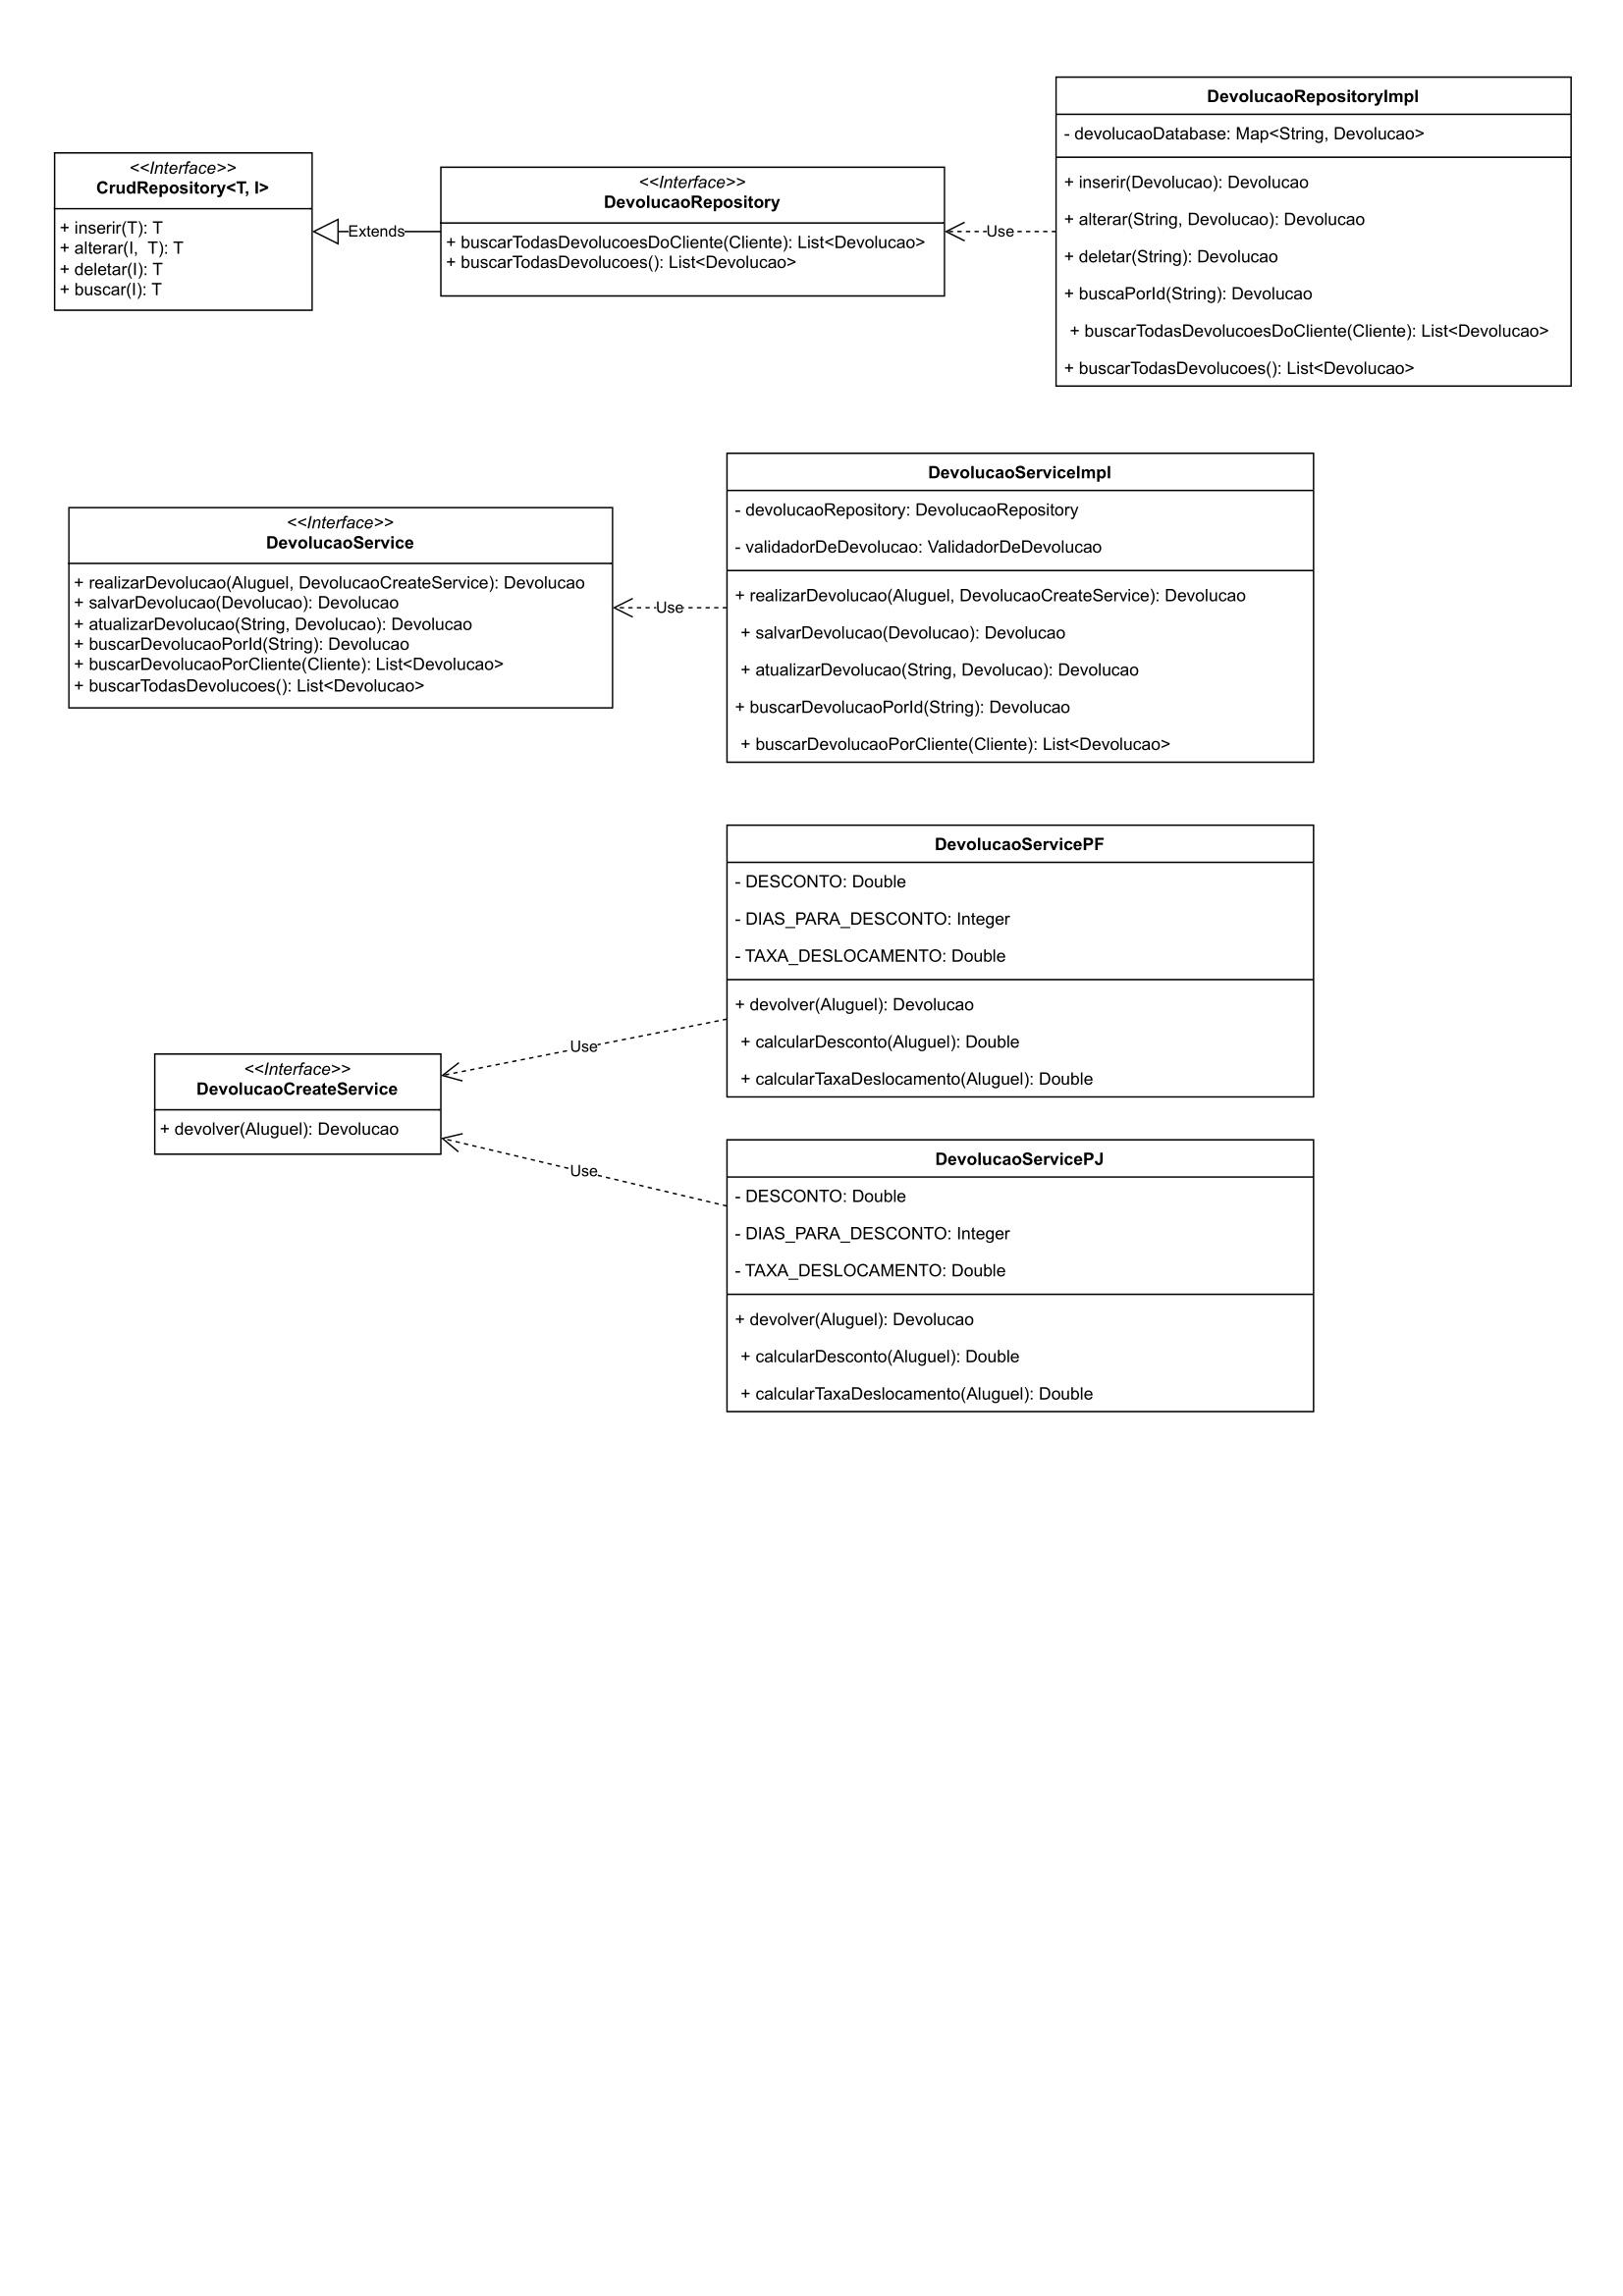 <<Interface>>
CrudRepository<T, I>
+ inserir(T): T
+ alterar(I,  T): T
+ deletar(I): T
+ buscar(I): T
Extends
<<Interface>>
DevolucaoRepository
+ buscarTodasDevolucoesDoCliente(Cliente): List<Devolucao>
+ buscarTodasDevolucoes(): List<Devolucao>
Use
DevolucaoRepositoryImpl
- devolucaoDatabase: Map<String, Devolucao>
+ inserir(Devolucao): Devolucao
+ alterar(String, Devolucao): Devolucao
+ deletar(String): Devolucao
+ buscaPorId(String): Devolucao
+ buscarTodasDevolucoesDoCliente(Cliente): List<Devolucao>
+ buscarTodasDevolucoes(): List<Devolucao>
<<Interface>>
DevolucaoService
+ realizarDevolucao(Aluguel, DevolucaoCreateService): Devolucao
+ salvarDevolucao(Devolucao): Devolucao
+ atualizarDevolucao(String, Devolucao): Devolucao
+ buscarDevolucaoPorId(String): Devolucao
+ buscarDevolucaoPorCliente(Cliente): List<Devolucao>
+ buscarTodasDevolucoes(): List<Devolucao>
Use
DevolucaoServiceImpl
- devolucaoRepository: DevolucaoRepository
- validadorDeDevolucao: ValidadorDeDevolucao
+ realizarDevolucao(Aluguel, DevolucaoCreateService): Devolucao
+ salvarDevolucao(Devolucao): Devolucao
+ atualizarDevolucao(String, Devolucao): Devolucao
+ buscarDevolucaoPorId(String): Devolucao
+ buscarDevolucaoPorCliente(Cliente): List<Devolucao>
<<Interface>>
DevolucaoCreateService
+ devolver(Aluguel): Devolucao
Use
DevolucaoServicePF
- DESCONTO: Double
- DIAS_PARA_DESCONTO: Integer
- TAXA_DESLOCAMENTO: Double
+ devolver(Aluguel): Devolucao
+ calcularDesconto(Aluguel): Double
+ calcularTaxaDeslocamento(Aluguel): Double
Use
DevolucaoServicePJ
- DESCONTO: Double
- DIAS_PARA_DESCONTO: Integer
- TAXA_DESLOCAMENTO: Double
+ devolver(Aluguel): Devolucao
+ calcularDesconto(Aluguel): Double
+ calcularTaxaDeslocamento(Aluguel): Double